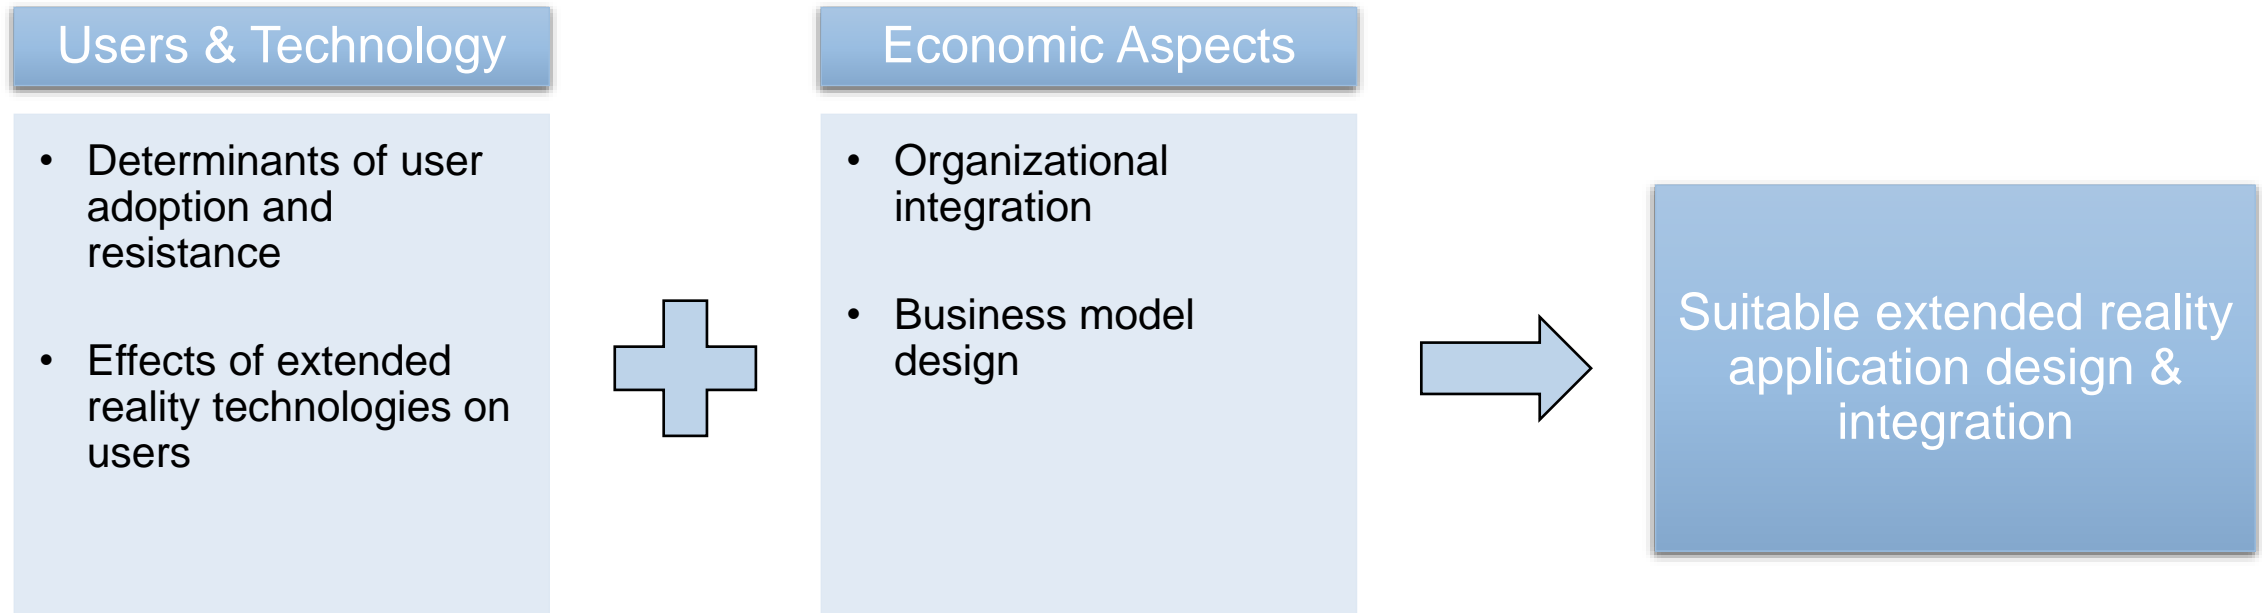 Users & Technology
• Determinants of user
adoption and
resistance
• Effects of extended
reality technologies on
users
Economic Aspects
• Organizational
integration
• Business model
design
Suitable extended reality
application design &
integration